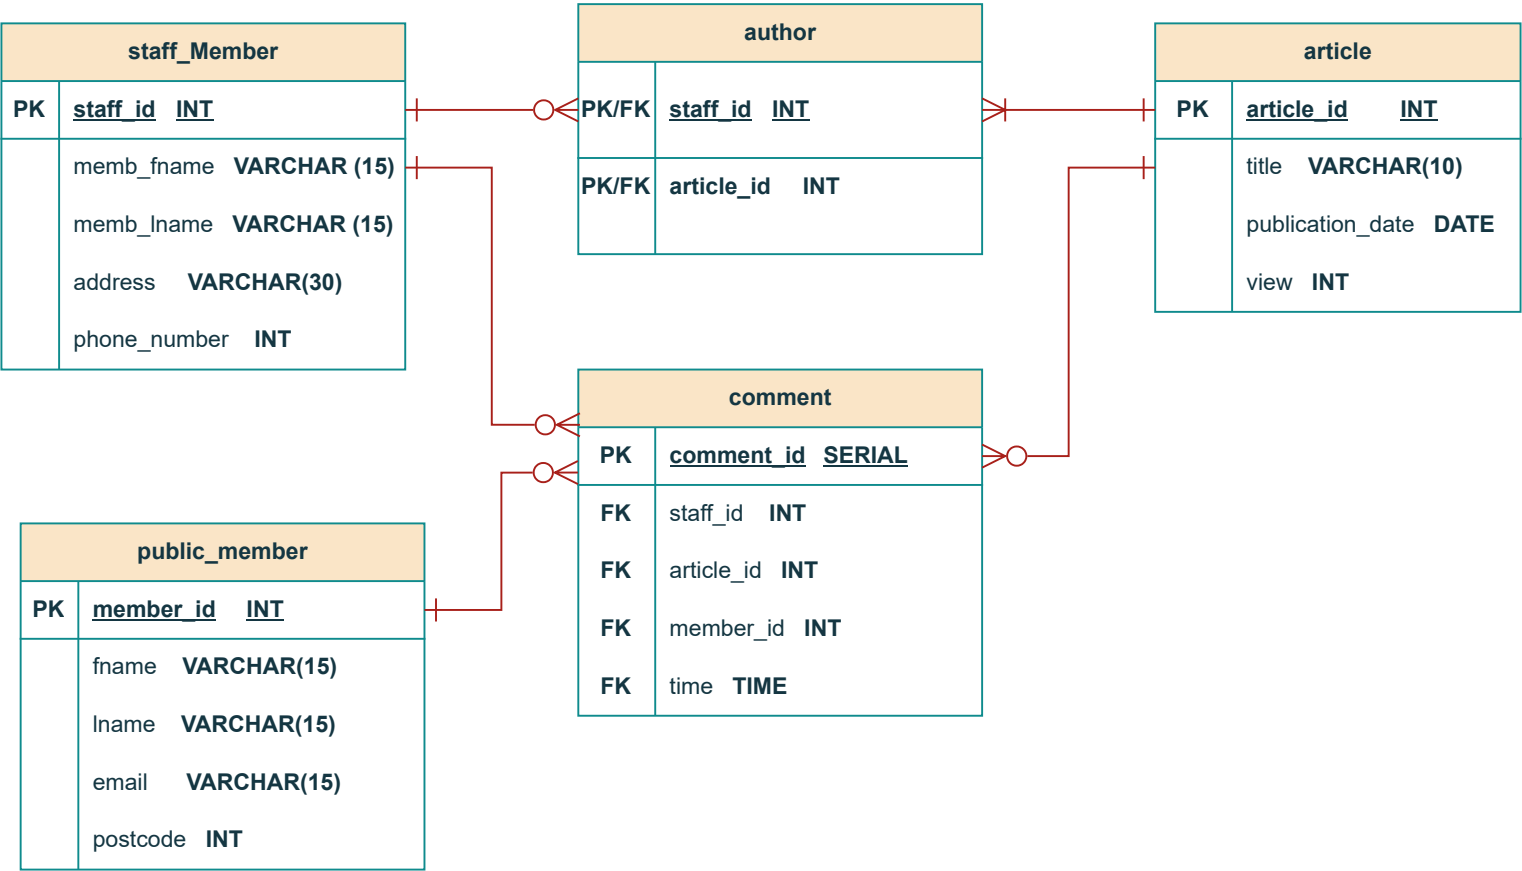 staff_Member
PK staff_id INT
memb_fname VARCHAR (15)
memb_lname VARCHAR (15)
address VARCHAR(30)
phone_number INT
author
PK/FK staff_id INT
PK/FK article_id INT
article
PK article_id INT
title VARCHAR(10)
publication_date DATE
view INT
comment
PK comment_id SERIAL
FK staff_id INT
FK article_id INT
FK member_id INT
FK time TIME
public_member
PK member_id INT
fname VARCHAR(15)
lname VARCHAR(15)
email VARCHAR(15)
postcode INT